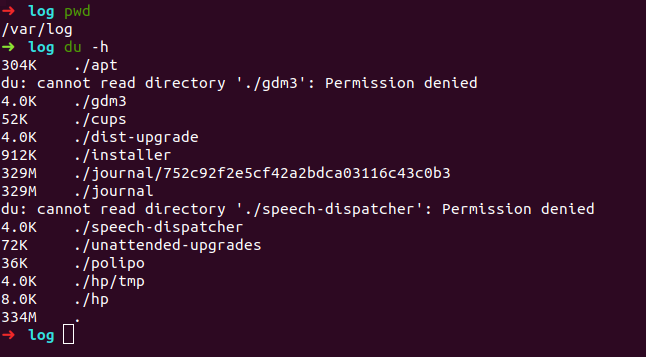 ➜ log pwd
/var/log
➜ log du -h
304K ./apt
du: cannot read directory './gdm3': Permission denied
4.0K ./gdm3
52K ./cups
4.0K ./dist-upgrade
912K ./installer
329M ./journal/752c92f2e5cf42a2bdca03116c43c0b3
329M ./journal
du: cannot read directory './speech-dispatcher': Permission denied
4.0K ./speech-dispatcher
72K ./unattended-upgrades
36K ./polipo
4.0K ./hp/tmp
8.0K ./hp
334M .
➜ log